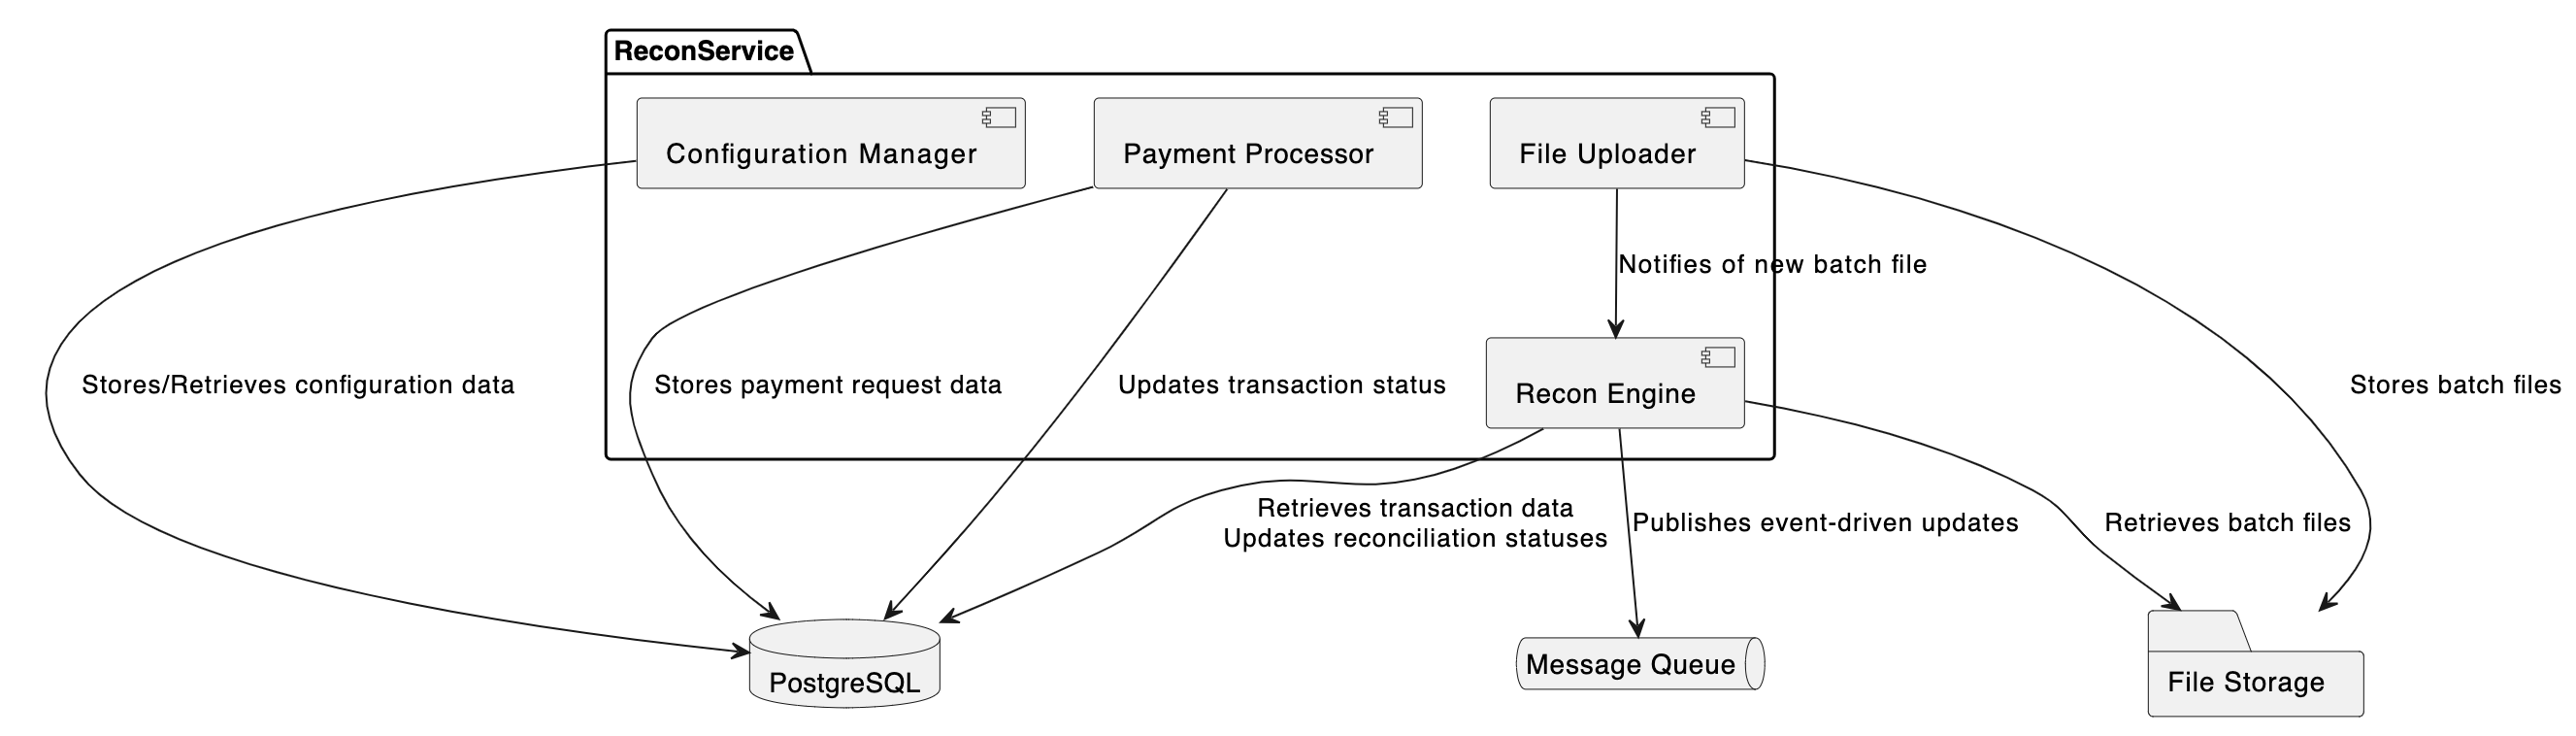 ReconService
Configuration Manager
Payment Processor
File Uploader
Notifies of new batch file
Stores/Retrieves configuration data
Stores payment request data
Updates transaction status
Recon Engine
Stores batch files
Retrieves transaction data
Updates reconciliation statuses
Publishes event-driven updates
Retrieves batch files
PostgreSQL
Message Queue
File Storage